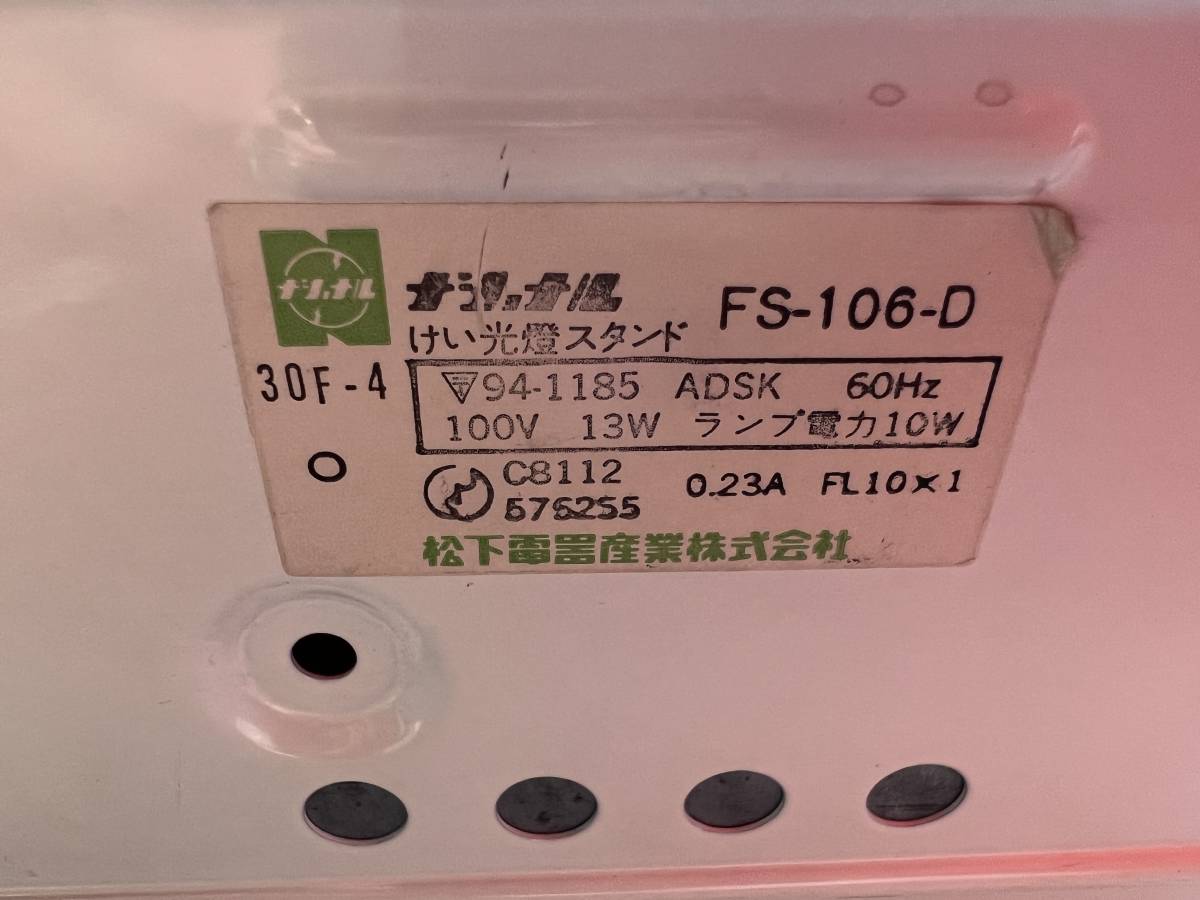 ナショナル
ナショナル FS-106-D
けい光燈スタンド
30F-4
〒94-1185 ADSK 60Hz
100V 13W ランプ電力10W
C8112 0.23A FL10×1
576255
松下電器産業株式会社